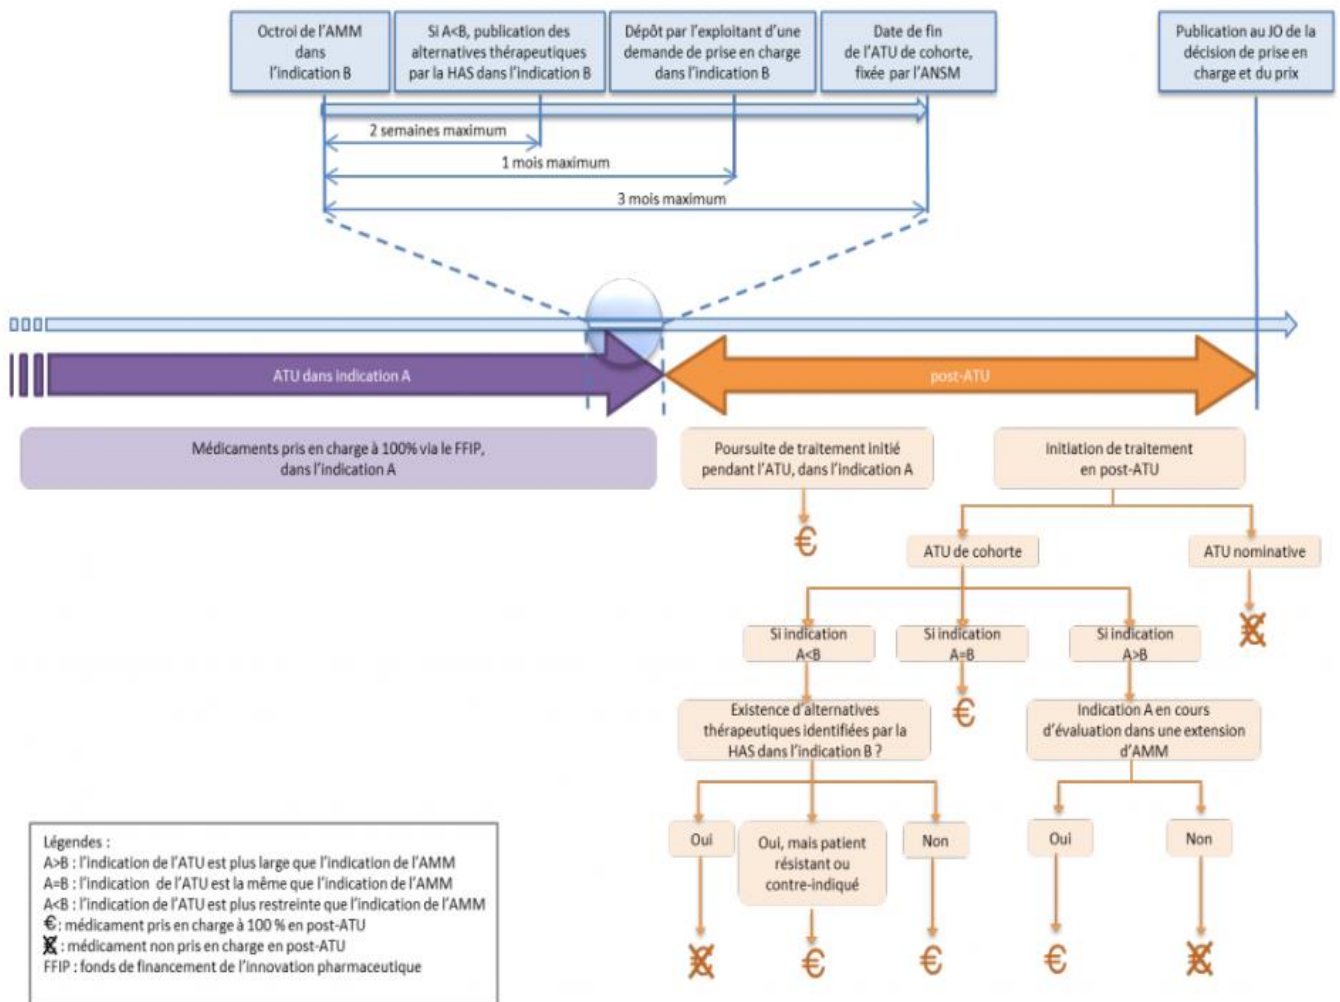 Octroi de l'AMM
dans
l'indication B
Si A<B, publication des
alternatives thérapeutiques
par la HAS dans l'indication B
Dépôt par l'exploitant d'une
demande de prise en charge
dans l'indication B
Date de fin
de l'ATU de cohorte,
fixée par l'ANSM
Publication au JO de la
décision de prise en
charge et du prix
2 semaines maximum
1 mois maximum
3 mois maximum
ATU dans indication A
post-ATU
Médicaments pris en charge à 100% via le FFIP,
dans l'indication A
Poursuite de traitement initié
pendant l'ATU, dans l'indication A
Initiation de traitement
en post-ATU
€
ATU de cohorte
ATU nominative
Si indication
A<B
Si indication
A=B
Si indication
A>B
€
€
Existence d'alternatives
thérapeutiques identifiées par la
HAS dans l'indication B ?
Indication A en cours
d'évaluation dans une extension
d'AMM
Oui
Oui, mais patient
résistant ou
contre-indiqué
Non
Oui
Non
€
€
€
€
€
Légendes :
A>B : l'indication de l'ATU est plus large que l'indication de l'AMM
A=B : l'indication de l'ATU est la même que l'indication de l'AMM
A<B : l'indication de l'ATU est plus restreinte que l'indication de l'AMM
€ : médicament pris en charge à 100 % en post-ATU
€ : médicament non pris en charge en post-ATU
FFIP : fonds de financement de l'innovation pharmaceutique